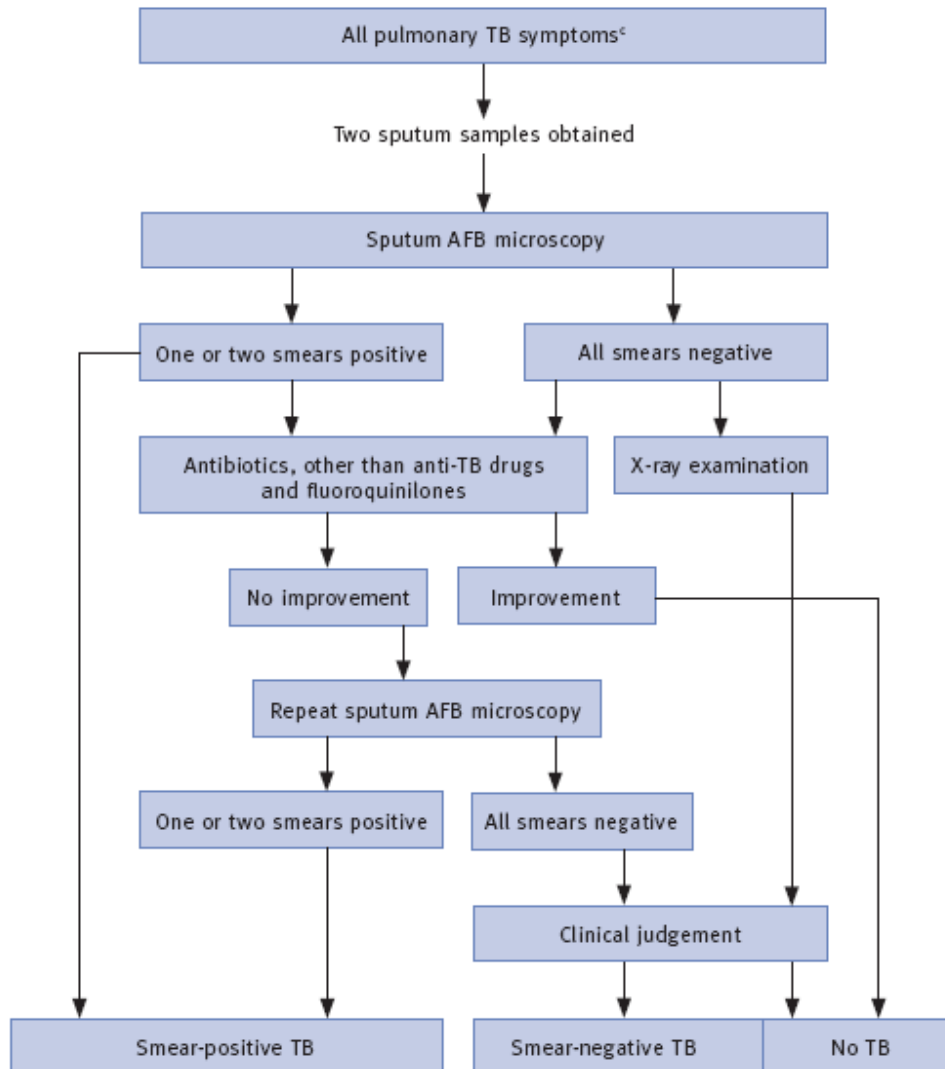 All pulmonary TB symptomsᶜ
Two sputum samples obtained
Sputum AFB microscopy
One or two smears positive
All smears negative
Antibiotics, other than anti-TB drugs
and fluoroquinilones
X-ray examination
No improvement
Improvement
Repeat sputum AFB microscopy
One or two smears positive
All smears negative
Clinical judgement
Smear-positive TB
Smear-negative TB
No TB